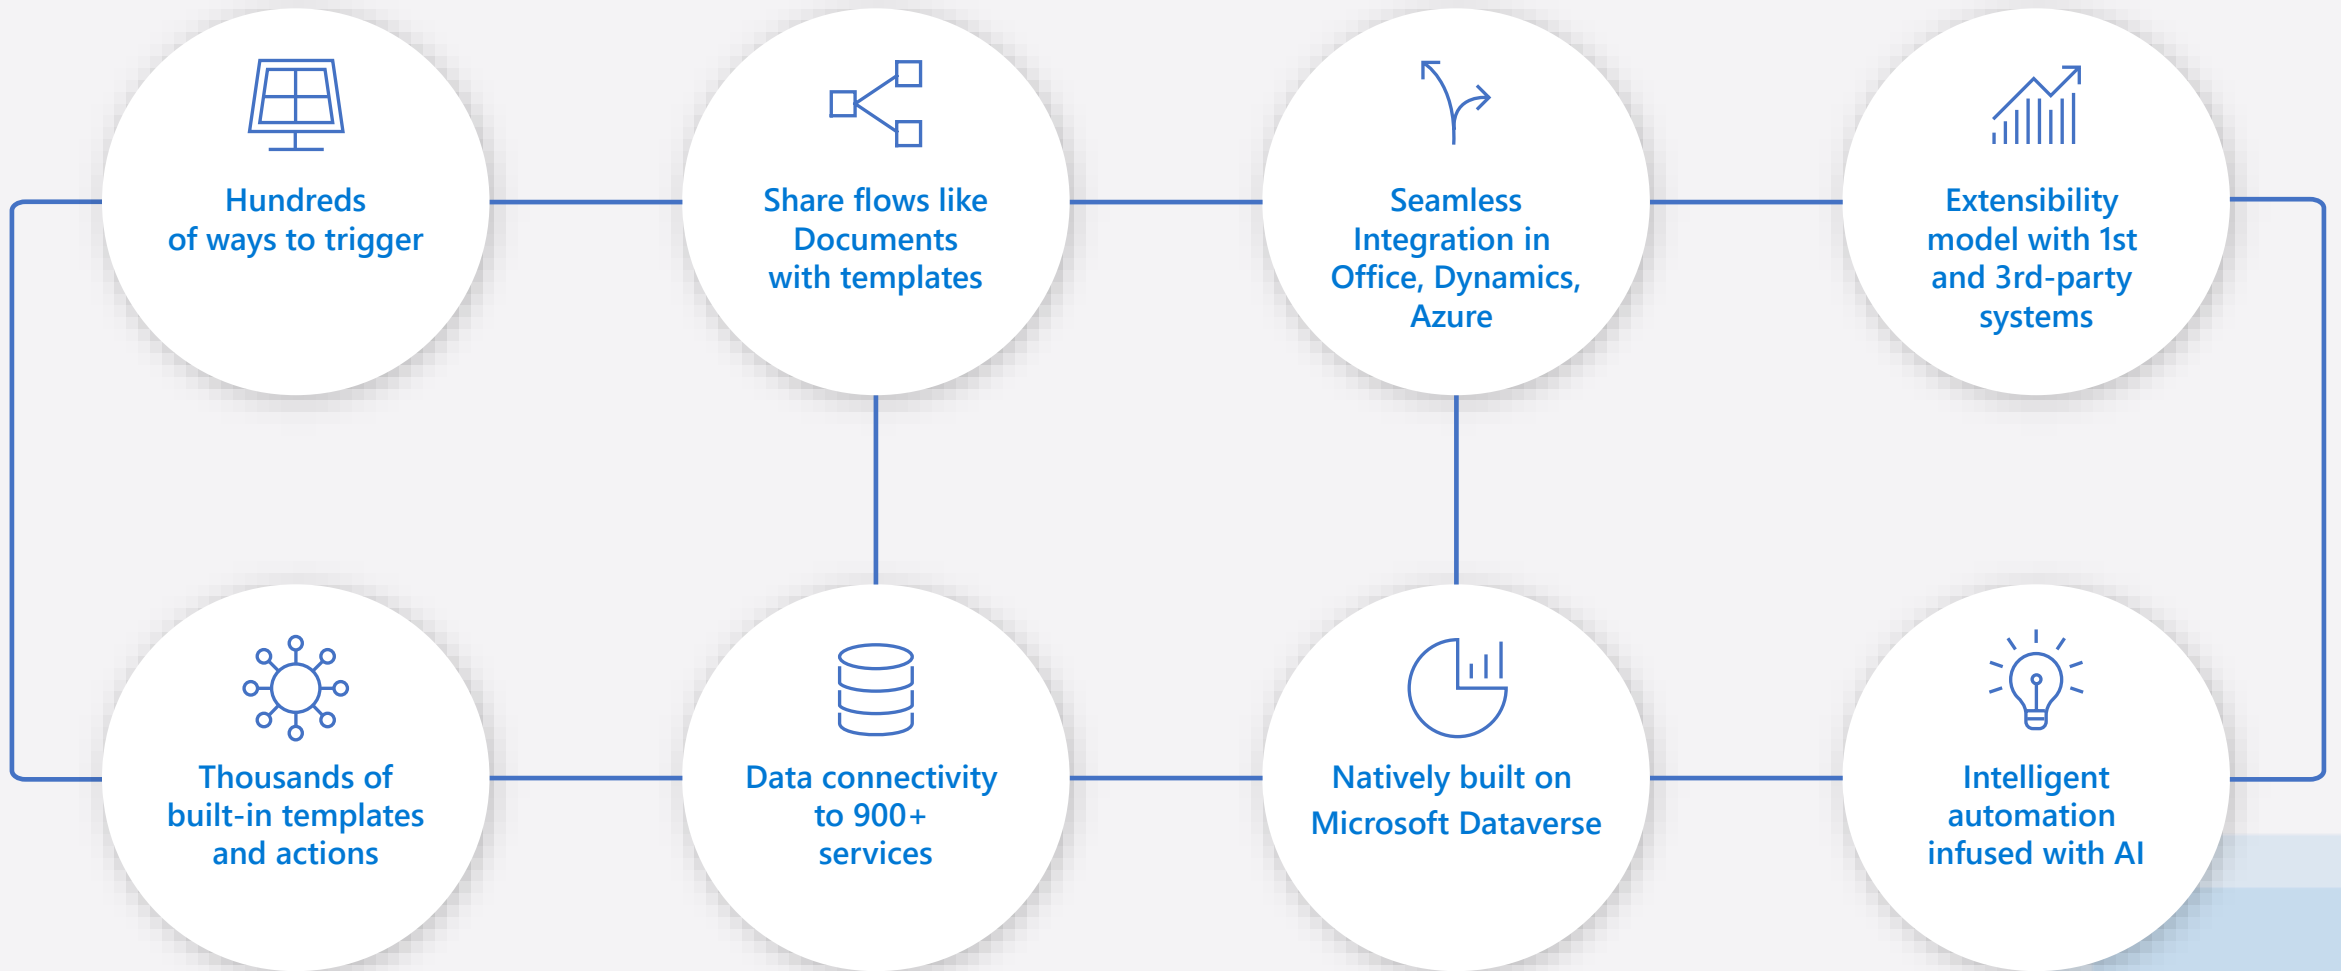 Hundreds
of ways to trigger
Share flows like
Documents
with templates
Seamless
Integration in
Office, Dynamics,
Azure
Extensibility
model with 1st
and 3rd-party
systems
Thousands of
built-in templates
and actions
Data connectivity
to 900+
services
Natively built on
Microsoft Dataverse
Intelligent
automation
infused with AI